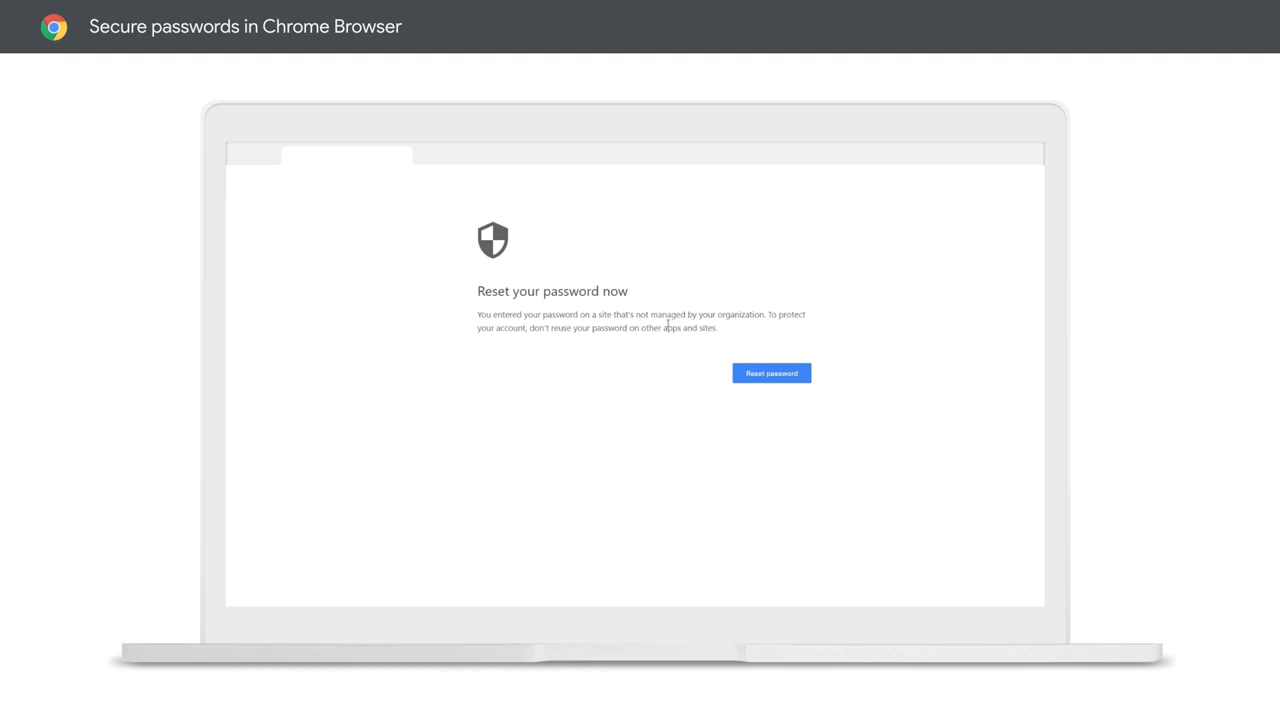 Secure passwords in Chrome Browser
Reset your password now
You entered your password on a site that's not managed by your organization. To protect
your account, don't reuse your password on other apps and sites.
Reset password